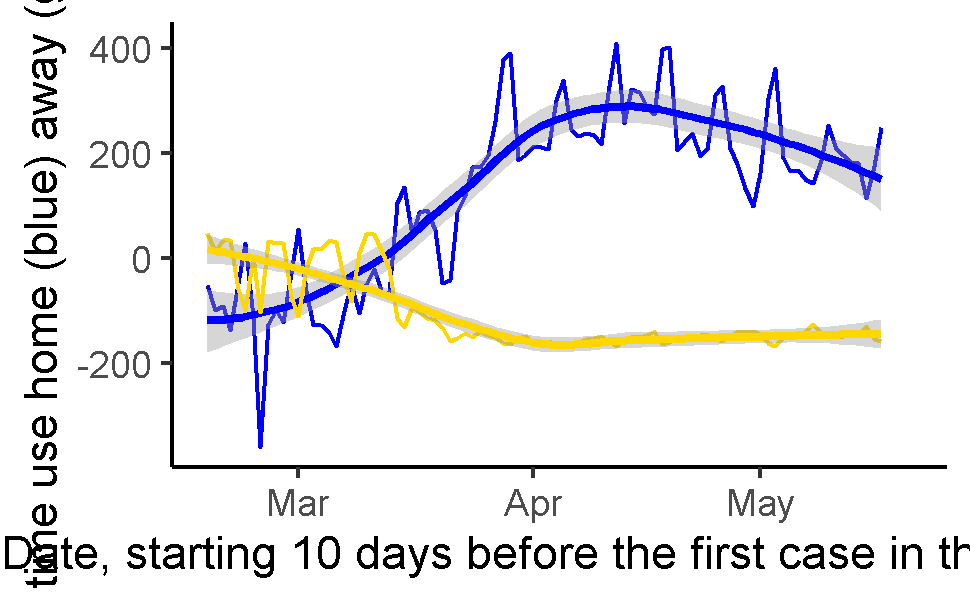 time use home (blue) away (g
400
200
0
-200
Mar Apr May
Date, starting 10 days before the first case in th